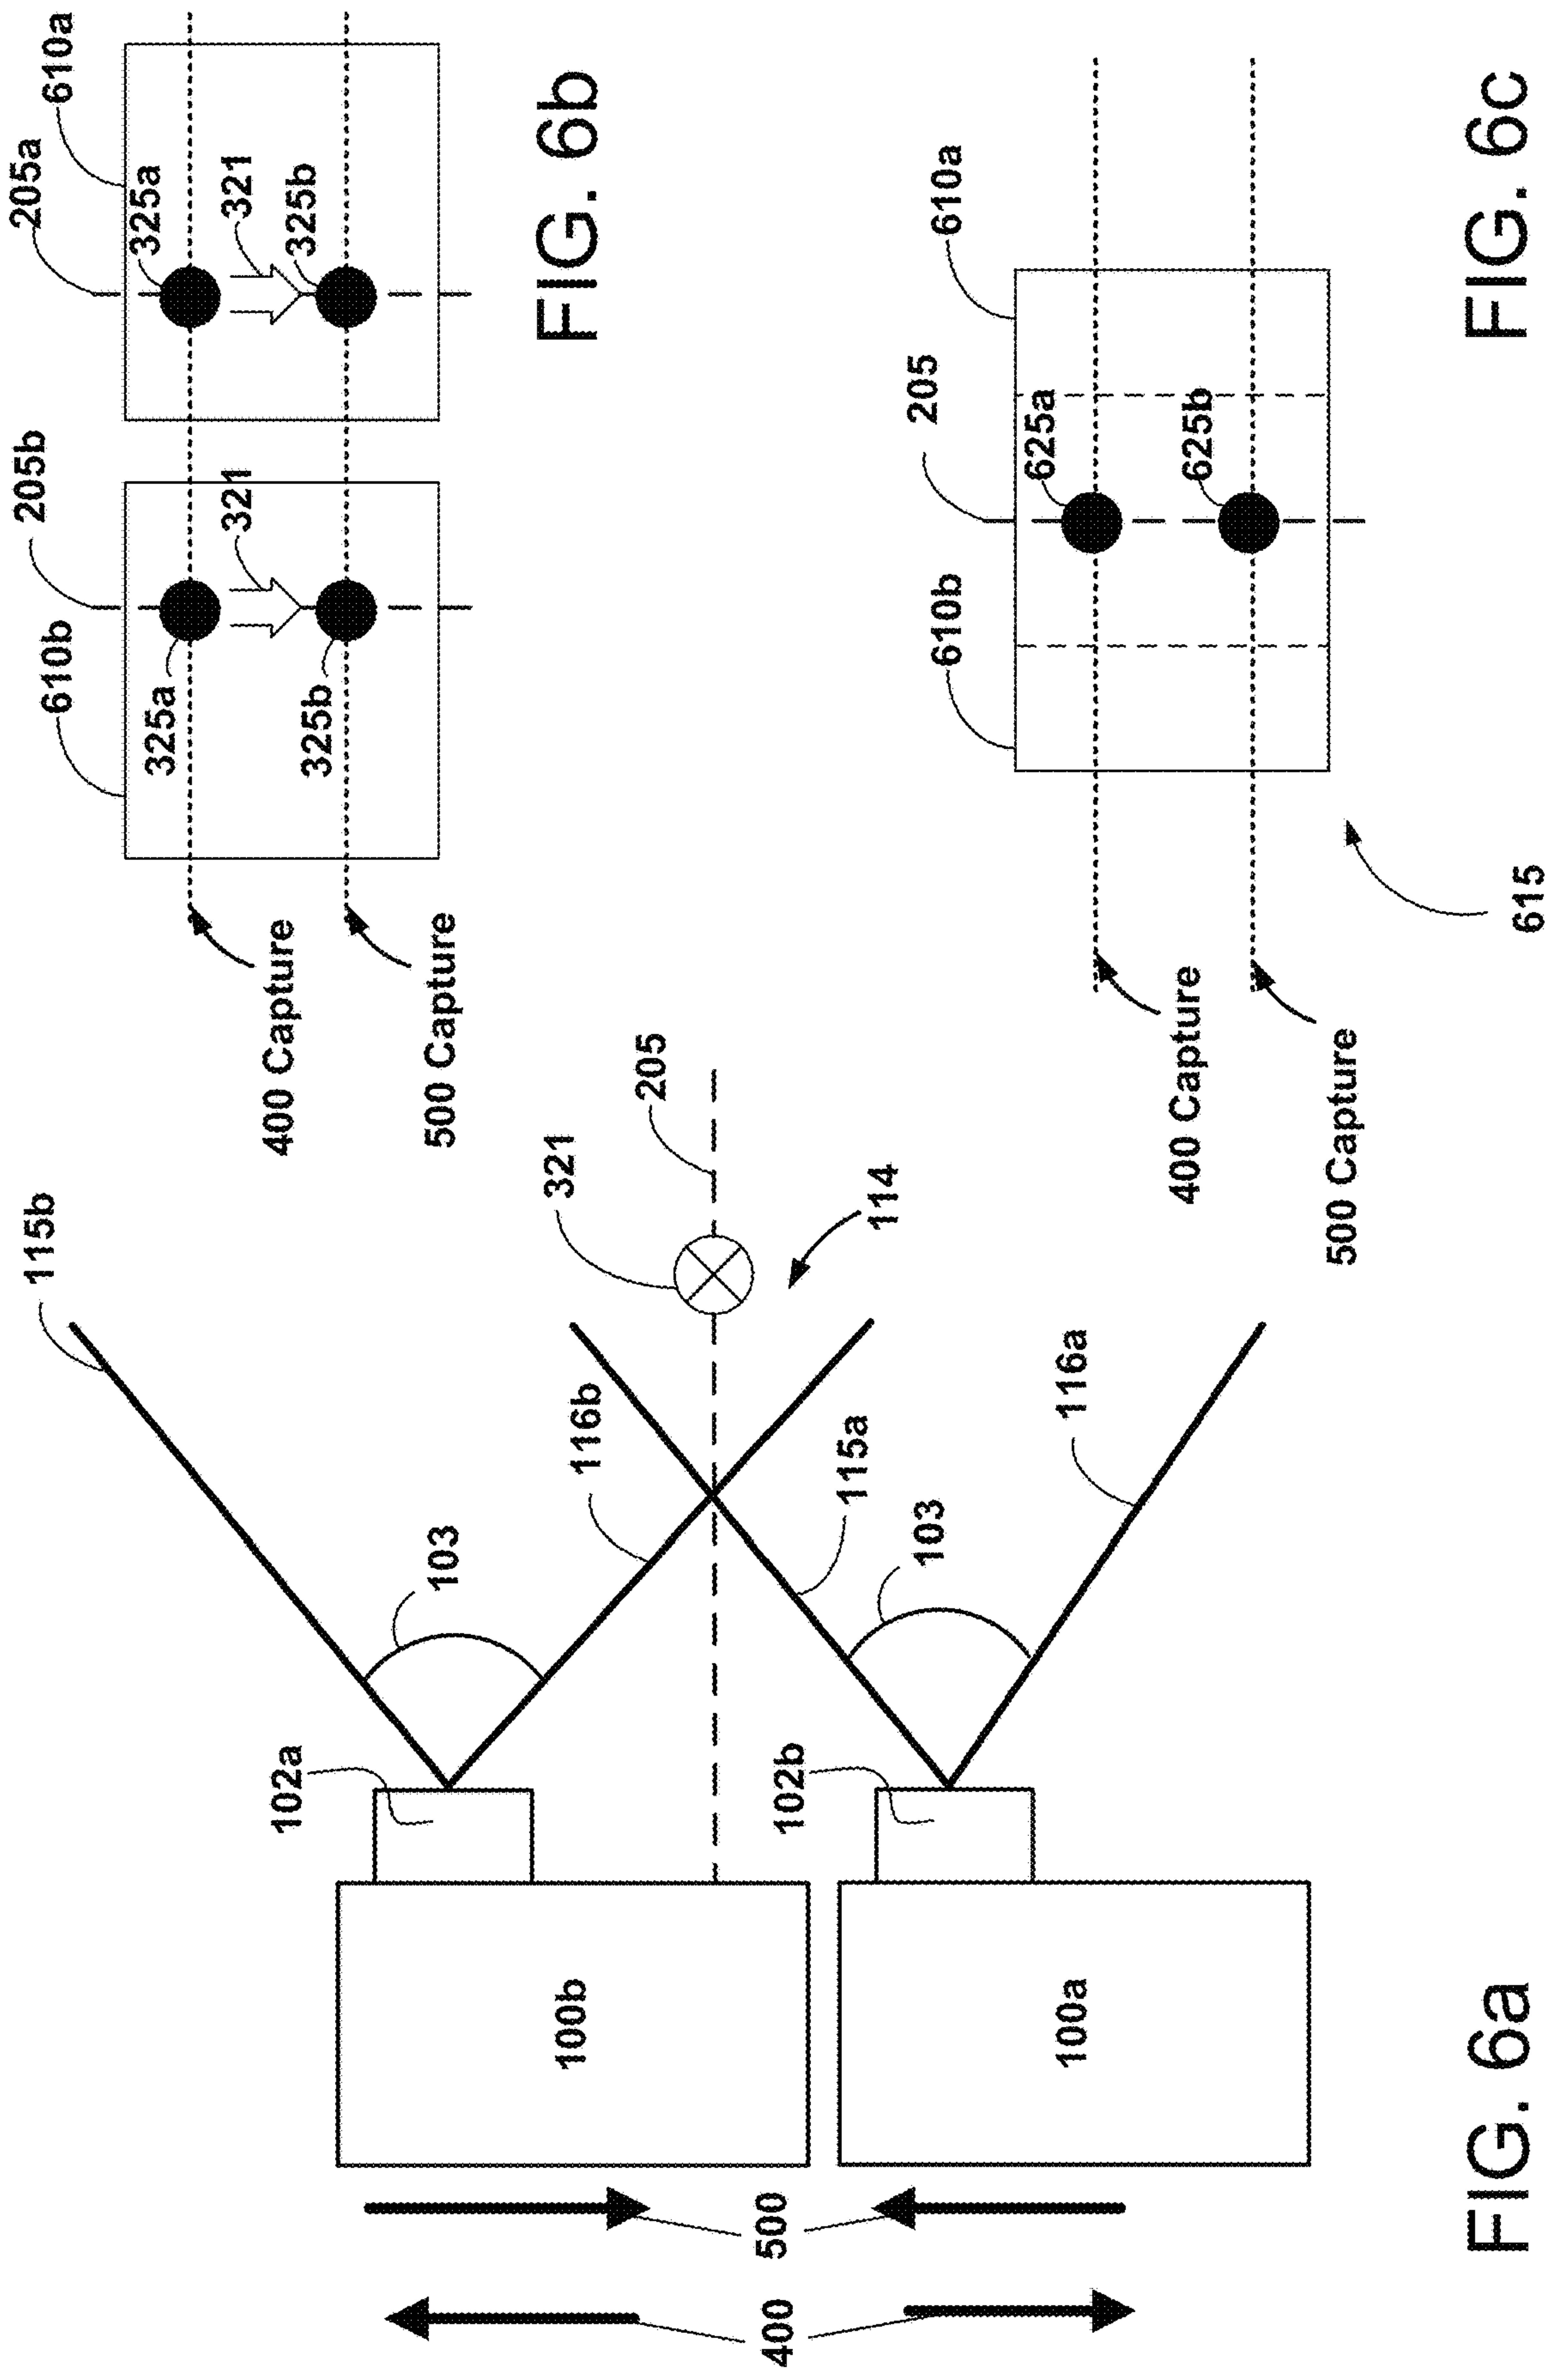 FIG. 6a
400
500
100b
100a
102a
102b
103
103
115b
116b
115a
116a
321
205
114
FIG. 6b
610b
205b
610a
205a
325a
321
325b
325a
321
325b
400 Capture
500 Capture
FIG. 6c
610b
205
610a
625a
625b
400 Capture
500 Capture
615